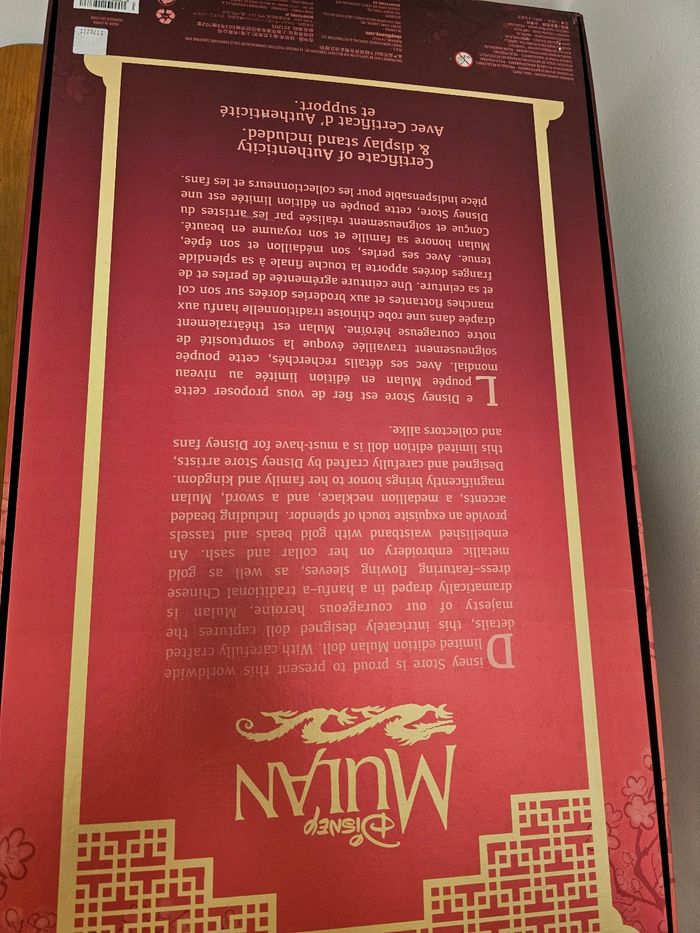 Disney
MULAN
Disney Store is proud to present this worldwide
limited edition Mulan doll. With carefully crafted
details, this intricately designed doll captures the
majesty of our courageous heroine. Mulan is
dramatically draped in a hanfu–a traditional Chinese
dress–featuring flowing sleeves, as well as gold
metallic embroidery on her collar and sash. An
embellished waistband with gold beads and tassels
provide an exquisite touch of splendor. Including beaded
accents, a medallion necklace, and a sword, Mulan
magnificently brings honor to her family and kingdom.
Designed and carefully crafted by Disney Store artists,
this limited edition doll is a must-have for Disney fans
and collectors alike.
Le Disney Store est fier de vous proposer cette
poupée Mulan en édition limitée au niveau
mondial. Avec ses détails recherchés, cette poupée
soigneusement travaillée évoque la somptuosité de
notre courageuse héroïne. Mulan est théâtralement
drapée dans une robe chinoise traditionnelle hanfu aux
manches flottantes et aux broderies dorées sur son col
et sa ceinture. Une ceinture agrémentée de perles et de
franges dorées apporte la touche finale à sa splendide
tenue. Avec ses perles, son médaillon et son épée,
Mulan honore sa famille et son royaume en beauté.
Conçue et soigneusement réalisée par les artistes du
Disney Store, cette poupée en édition limitée est une
pièce indispensable pour les collectionneurs et les fans.
Certificate of Authenticity
& display stand included.
Avec Certificat d' Authenticité
et support.